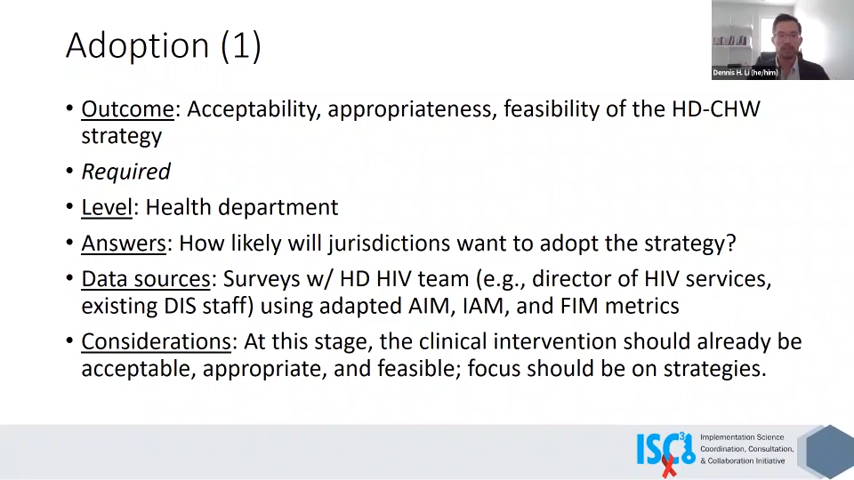 Adoption (1)
Dennis H. Li (he/him)
• Outcome: Acceptability, appropriateness, feasibility of the HD-CHW
strategy
• Required
• Level: Health department
• Answers: How likely will jurisdictions want to adopt the strategy?
• Data sources: Surveys w/ HD HIV team (e.g., director of HIV services,
existing DIS staff) using adapted AIM, IAM, and FIM metrics
• Considerations: At this stage, the clinical intervention should already be
acceptable, appropriate, and feasible; focus should be on strategies.
ISC3I
Implementation Science
Coordination, Consultation,
& Collaboration Initiative